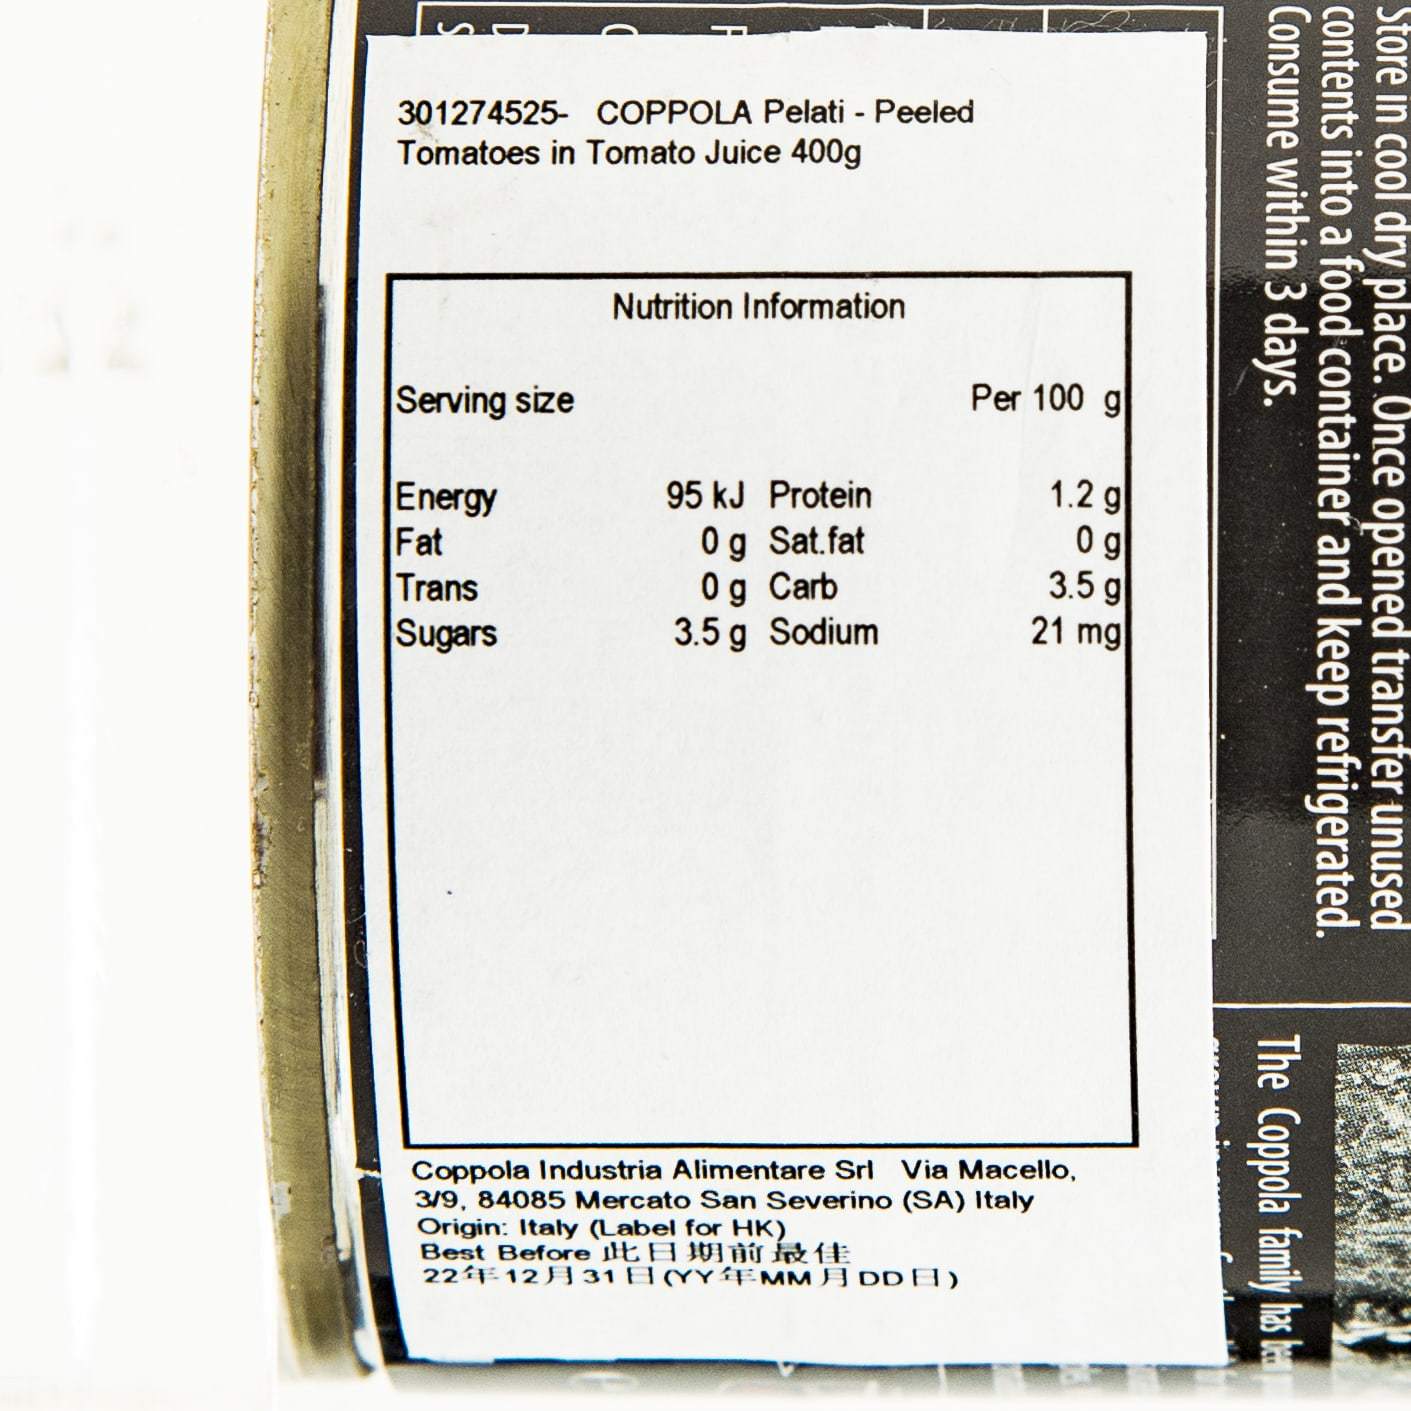 301274525- COPPOLA Pelati - Peeled
Tomatoes in Tomato Juice 400g
Nutrition Information
Serving size Per 100 g
Energy 95 kJ Protein 1.2 g
Fat 0 g Sat.fat 0 g
Trans 0 g Carb 3.5 g
Sugars 3.5 g Sodium 21 mg
Coppola Industria Alimentare Srl Via Macello,
3/9, 84085 Mercato San Severino (SA) Italy
Origin: Italy (Label for HK)
Best Before 此日期前最佳
22年12月31日(YY年MM月DD日)
Store in cool dry place. Once opened transfer unused
contents into a food container and keep refrigerated.
Consume within 3 days.
The Coppola family has